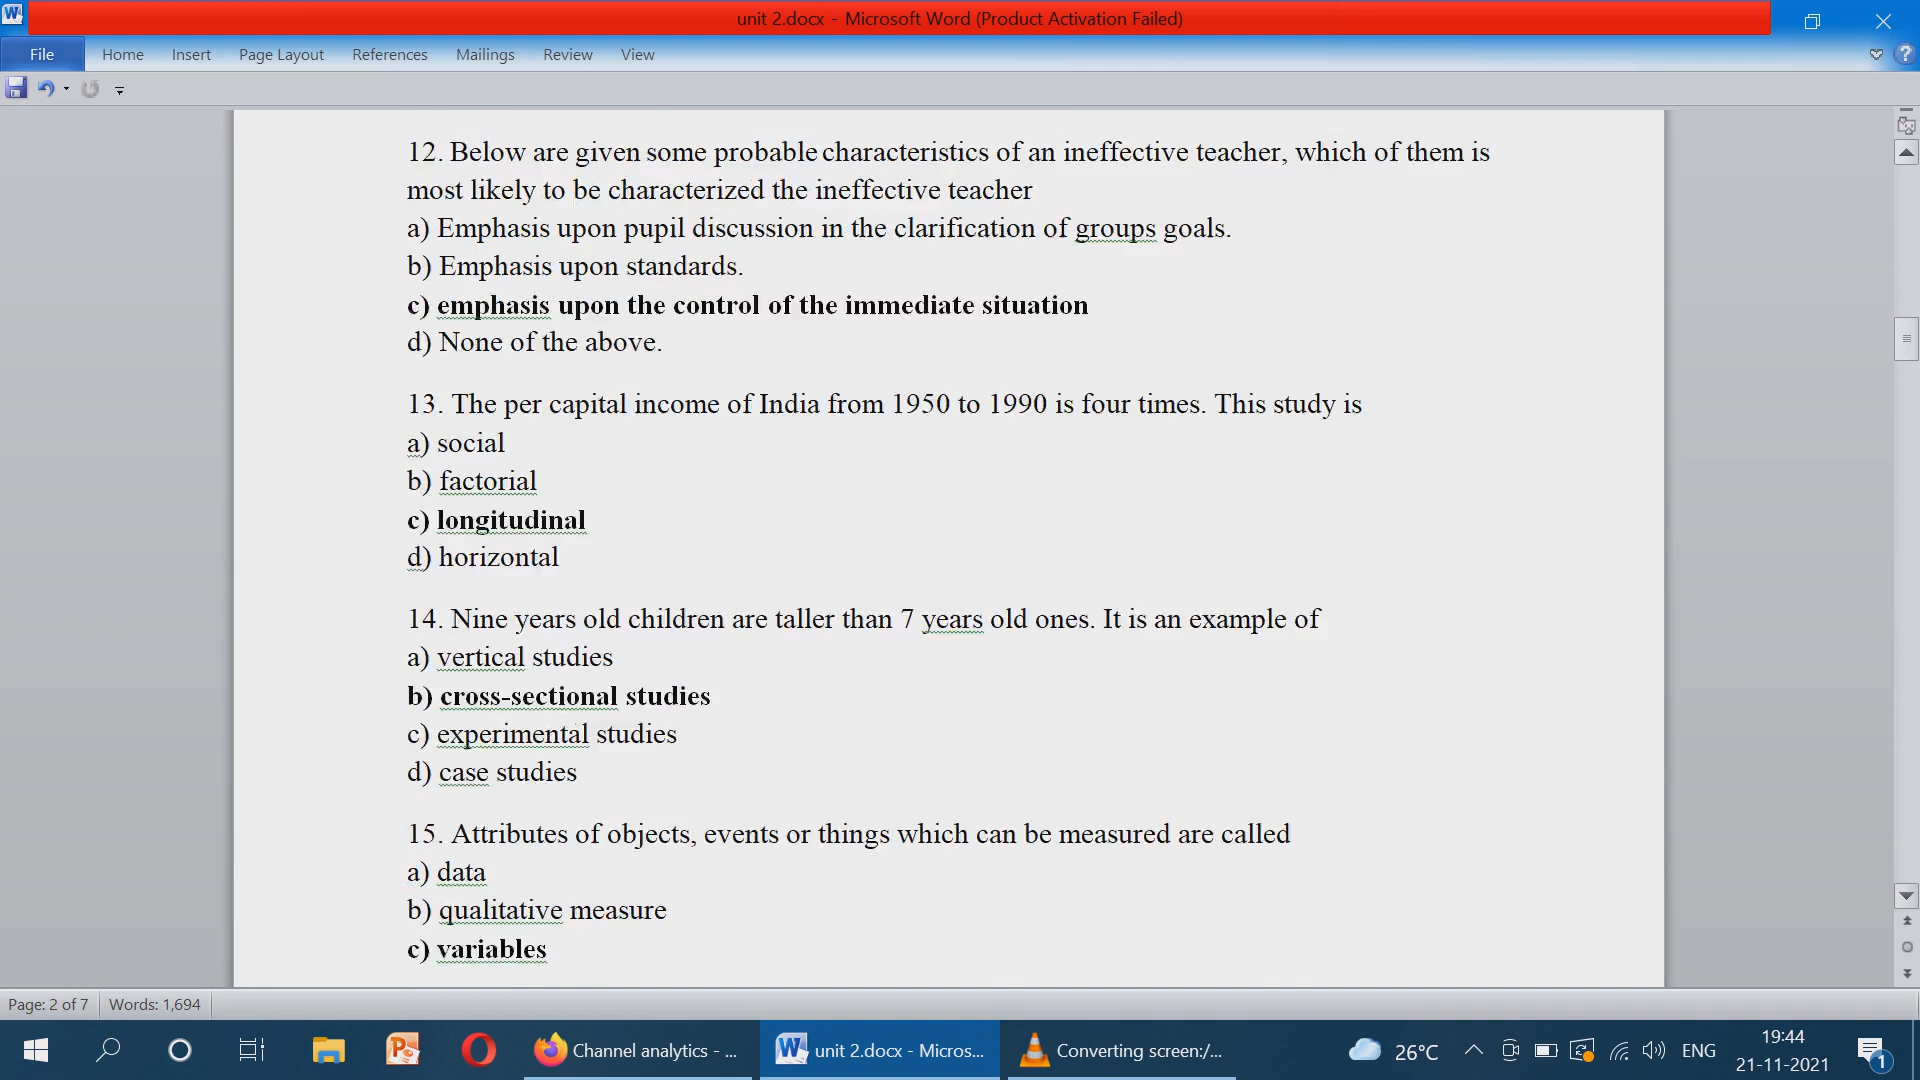 unit 2.docx - Microsoft Word (Product Activation Failed)
File Home Insert Page Layout References Mailings Review View
12. Below are given some probable characteristics of an ineffective teacher, which of them is
most likely to be characterized the ineffective teacher
a) Emphasis upon pupil discussion in the clarification of groups goals.
b) Emphasis upon standards.
c) emphasis upon the control of the immediate situation
d) None of the above.
13. The per capital income of India from 1950 to 1990 is four times. This study is
a) social
b) factorial
c) longitudinal
d) horizontal
14. Nine years old children are taller than 7 years old ones. It is an example of
a) vertical studies
b) cross-sectional studies
c) experimental studies
d) case studies
15. Attributes of objects, events or things which can be measured are called
a) data
b) qualitative measure
c) variables
Page: 2 of 7 Words: 1,694
Channel analytics - ... unit 2.docx - Micros... Converting screen:/... 26°C ENG 19:44
21-11-2021 1